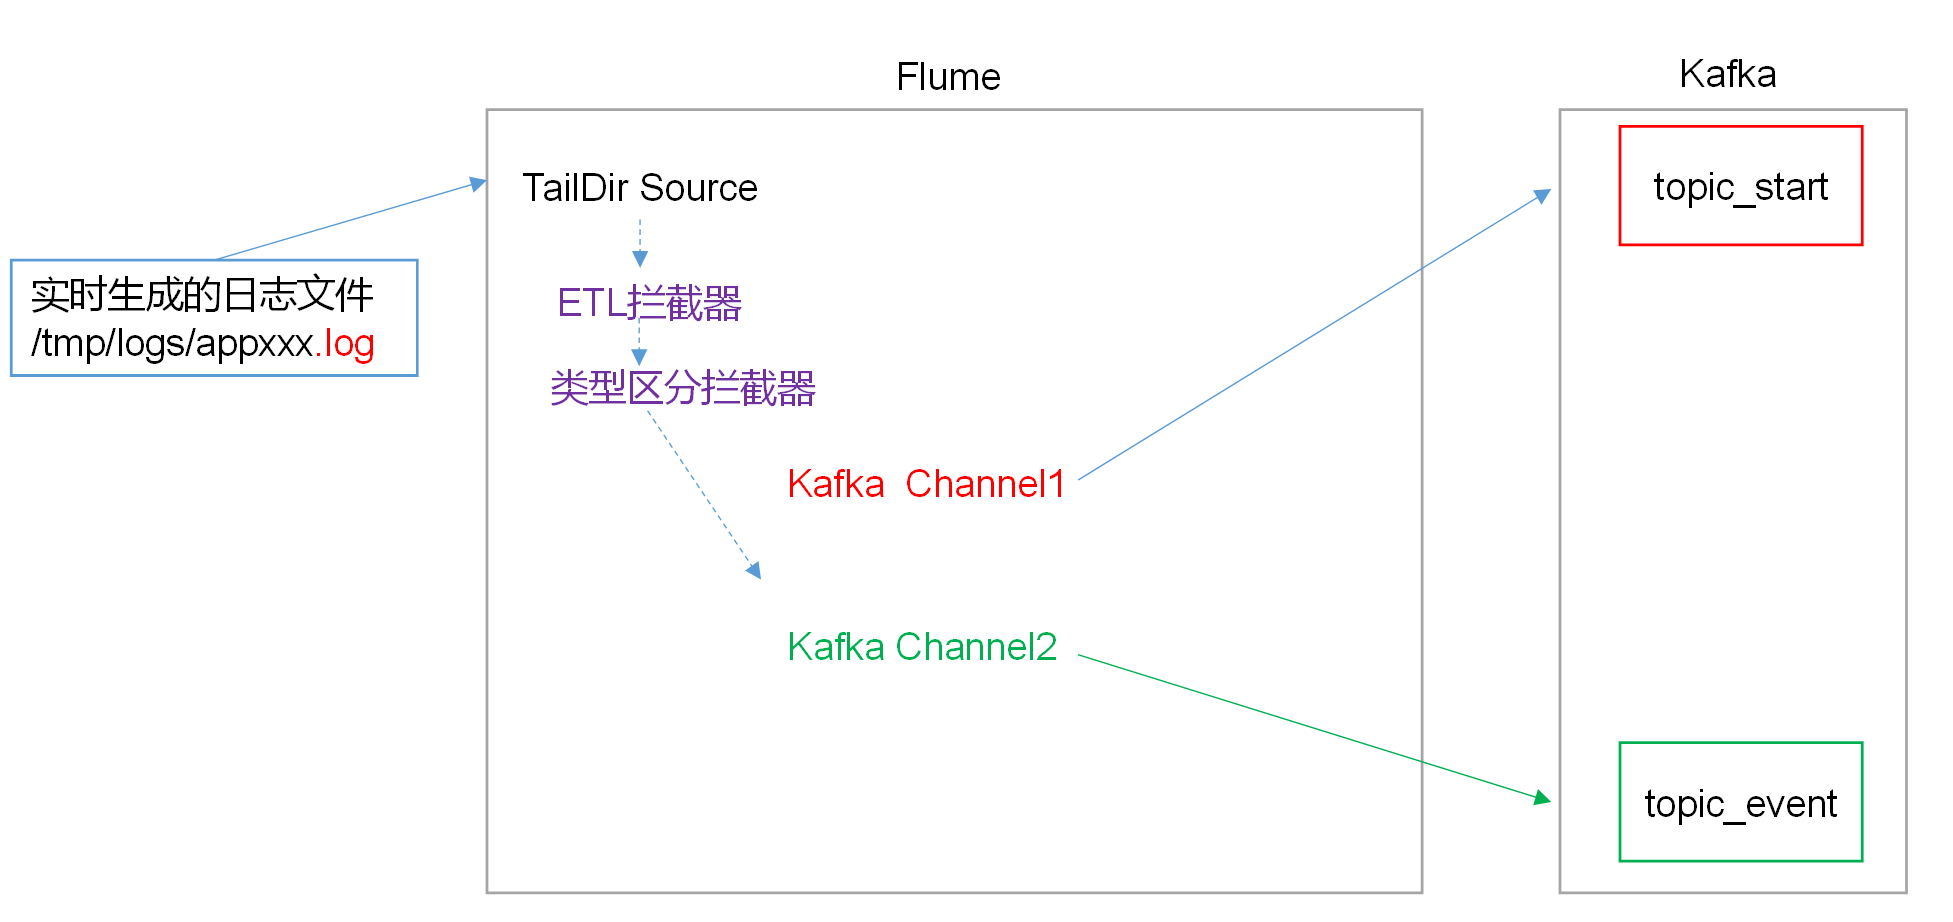 Flume
Kafka
TailDir Source
topic_start
实时生成的日志文件
/tmp/logs/appxxx.log
ETL拦截器
类型区分拦截器
Kafka  Channel1
Kafka Channel2
topic_event